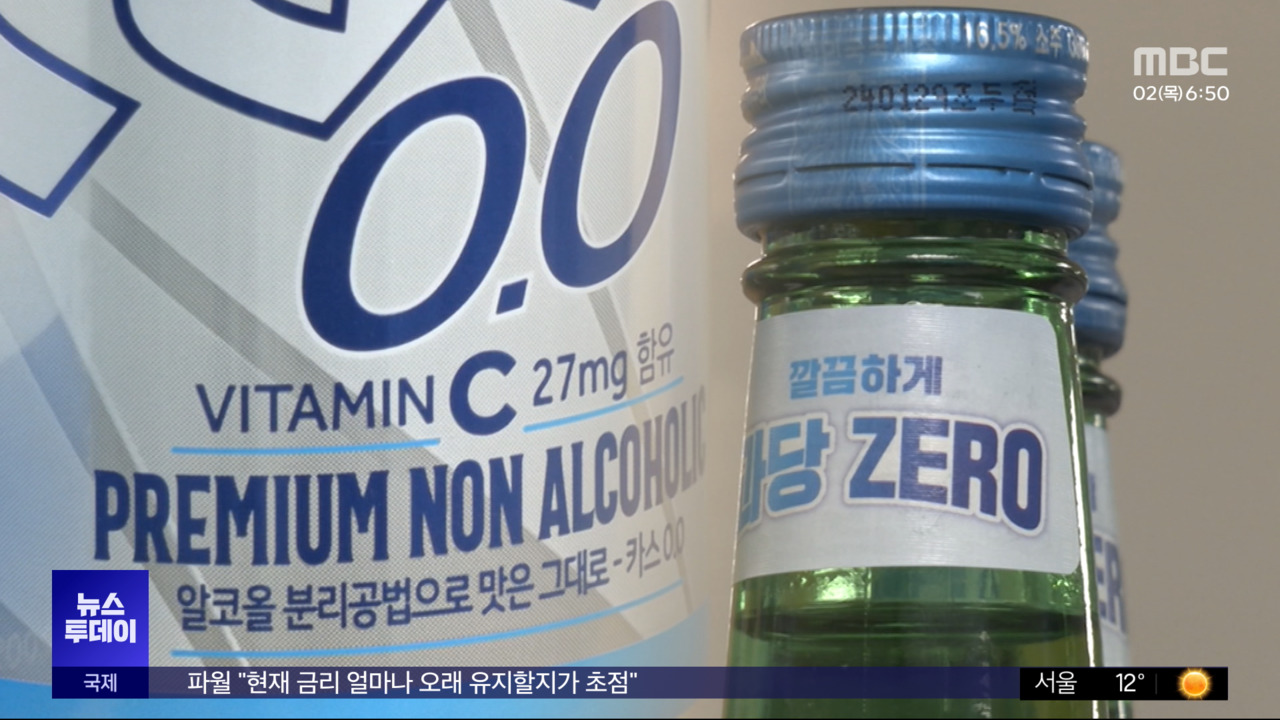 0.0
VITAMIN C 27mg 함유
PREMIUM NON ALCOHOLIC
알코올 분리공법으로 맛은 그대로 - 카스 0.0
16.5% 소주
깔끔하게
당 ZERO
MBC
02(목)6:50
뉴스
투데이
국제
파월 "현재 금리 얼마나 오래 유지할지가 초점"
서울 12°